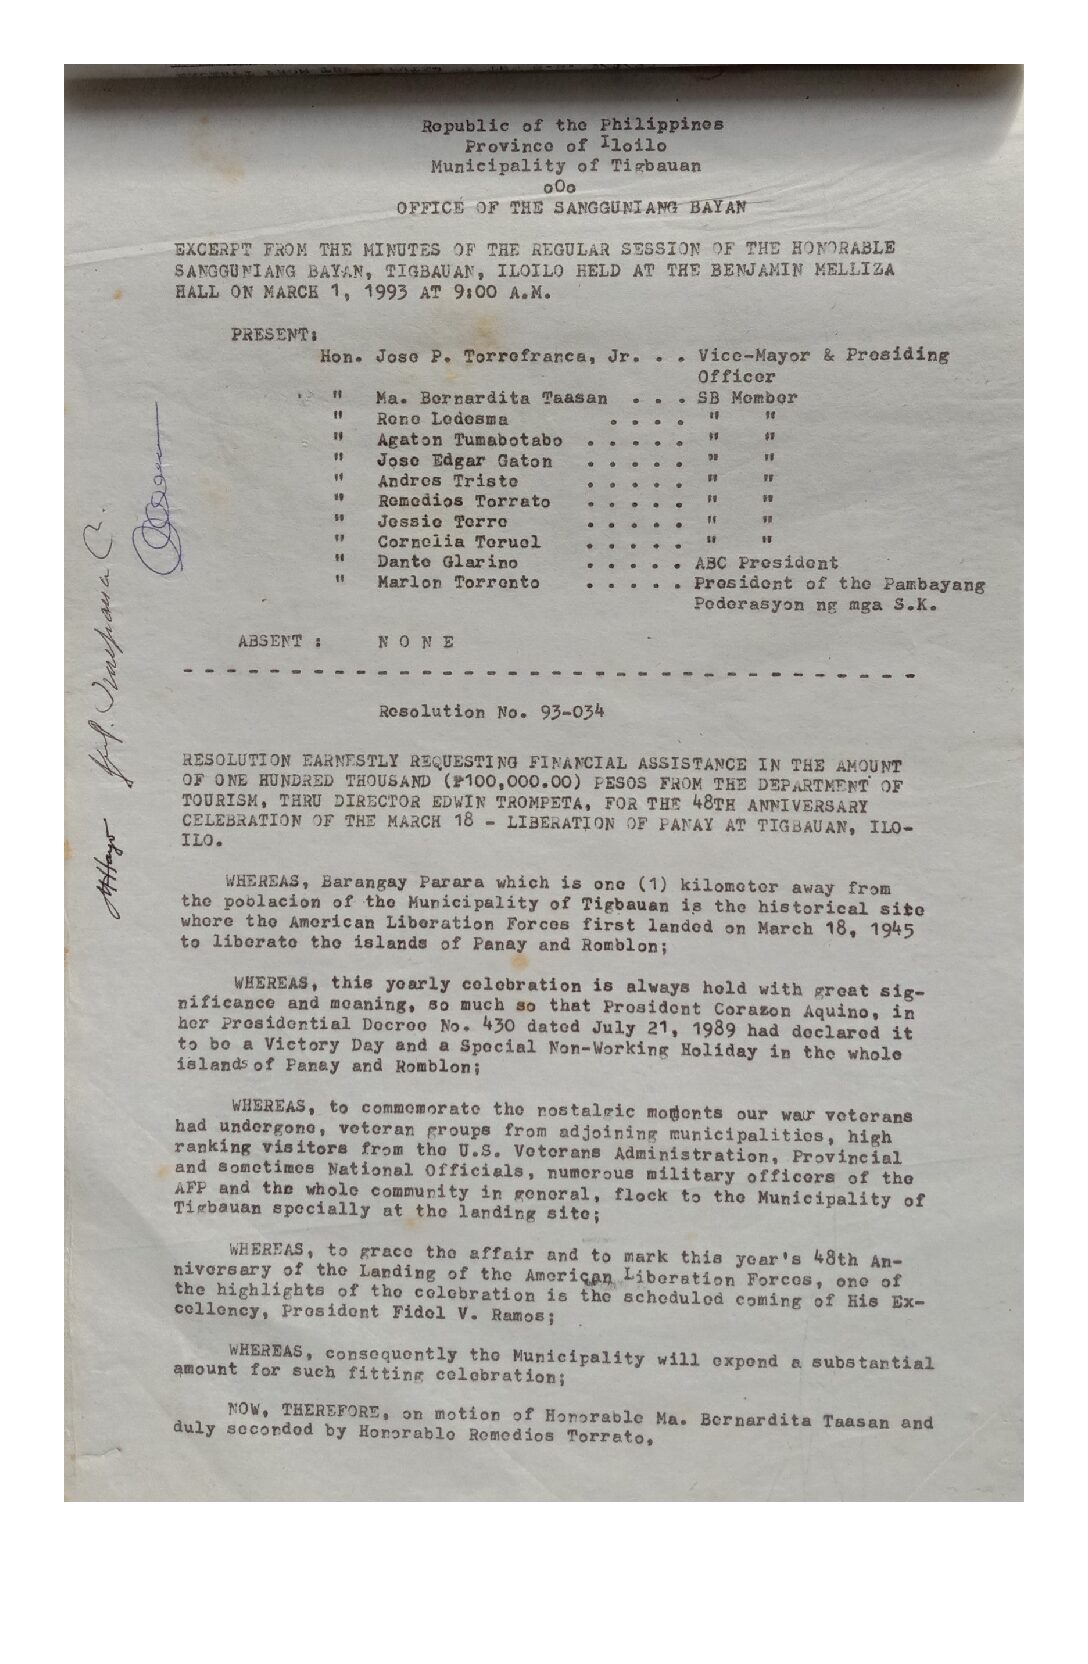 Republic of the Philippines
Province of Iloilo
Municipality of Tigbauan
oOo
OFFICE OF THE SANGGUNIANG BAYAN
EXCERPT FROM THE MINUTES OF THE REGULAR SESSION OF THE HONORABLE
SANGGUNIANG BAYAN, TIGBAUAN, ILOILO HELD AT THE BENJAMIN MELLIZA
HALL ON MARCH 1, 1993 AT 9:00 A.M.
PRESENT:
Hon. Jose P. Torrefranca, Jr. . . Vice-Mayor & Presiding
Officer
" Ma. Bernardita Taasan . . . SB Member
" Rene Ledesma . . . . " "
" Agaton Tumabotabo . . . . . " "
" Jose Edgar Gaton . . . . . " "
" Andres Triste . . . . . " "
" Remedios Torrato . . . . . " "
" Jessie Terre . . . . . " "
" Cornelia Teruel . . . . . " "
" Dante Glarino . . . . . ABC President
" Marlon Torrento . . . . . President of the Pambayang
Pederasyon ng mga S.K.
ABSENT : N O N E
- - - - - - - - - - - - - - - - - - - - - - - - - - - - - - - - - - -
Resolution No. 93-034
RESOLUTION EARNESTLY REQUESTING FINANCIAL ASSISTANCE IN THE AMOUNT
OF ONE HUNDRED THOUSAND (₱100,000.00) PESOS FROM THE DEPARTMENT OF
TOURISM, THRU DIRECTOR EDWIN TROMPETA, FOR THE 48TH ANNIVERSARY
CELEBRATION OF THE MARCH 18 - LIBERATION OF PANAY AT TIGBAUAN, ILO-
ILO.
WHEREAS, Barangay Parara which is one (1) kilometer away from
the poblacion of the Municipality of Tigbauan is the historical site
where the American Liberation Forces first landed on March 18, 1945
to liberate the islands of Panay and Romblon;
WHEREAS, this yearly celebration is always held with great sig-
nificance and meaning, so much so that President Corazon Aquino, in
her Presidential Decree No. 430 dated July 21, 1989 had declared it
to be a Victory Day and a Special Non-Working Holiday in the whole
islands of Panay and Romblon;
WHEREAS, to commemorate the nostalgic moments our war veterans
had undergone, veteran groups from adjoining municipalities, high
ranking visitors from the U.S. Veterans Administration, Provincial
and sometimes National Officials, numerous military officers of the
AFP and the whole community in general, flock to the Municipality of
Tigbauan specially at the landing site;
WHEREAS, to grace the affair and to mark this year's 48th An-
niversary of the Landing of the American Liberation Forces, one of
the highlights of the celebration is the scheduled coming of His Ex-
cellency, President Fidel V. Ramos;
WHEREAS, consequently the Municipality will expend a substantial
amount for such fitting celebration;
NOW, THEREFORE, on motion of Honorable Ma. Bernardita Taasan and
duly seconded by Honorable Remedios Torrato,